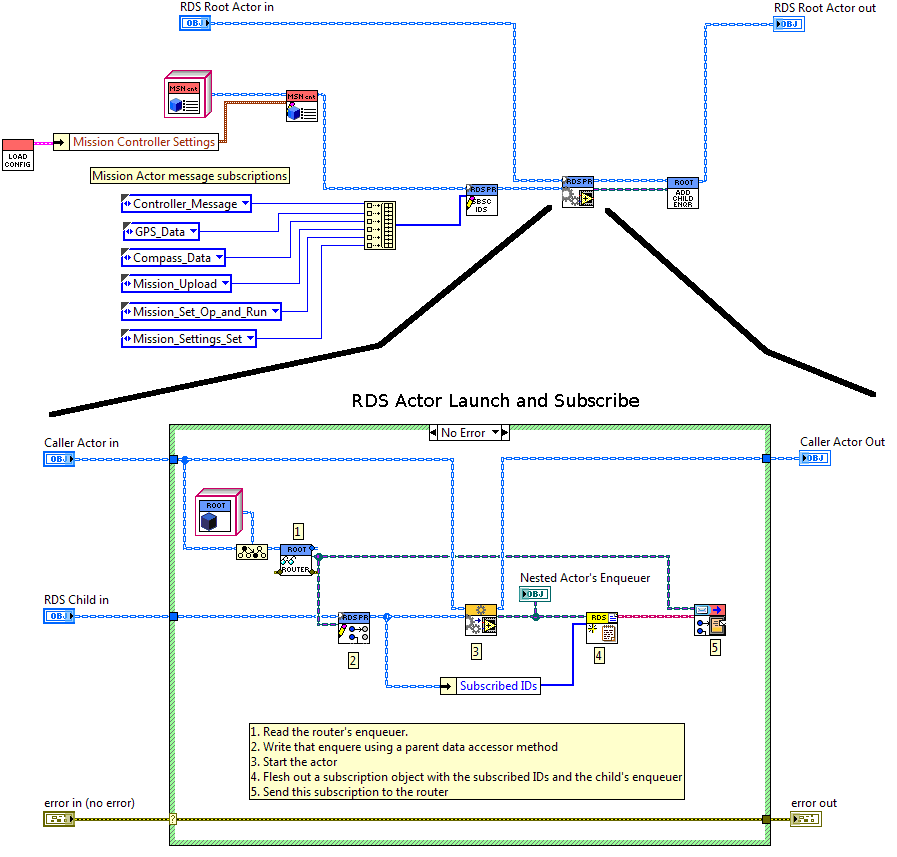 RDS Root Actor in
OBJ
RDS Root Actor out
OBJ
MSN cnt
MSN cnt
LOAD
CONFIG
Mission Controller Settings
Mission Actor message subscriptions
Controller_Message
GPS_Data
Compass_Data
Mission_Upload
Mission_Set_Op_and_Run
Mission_Settings_Set
RDS PR
SBSC
IDS
RDS PR
ROOT
ADD
CHILD
ENQR
RDS Actor Launch and Subscribe
No Error
Caller Actor in
OBJ
Caller Actor Out
OBJ
ROOT
1
ROOT
ROUTER
Nested Actor's Enqueuer
OBJ
RDS Child in
OBJ
RDS PR
2
3
RDS
4
5
Subscribed IDs
1. Read the router's enqueuer.
2. Write that enquere using a parent data accessor method
3. Start the actor
4. Flesh out a subscription object with the subscribed IDs and the child's enqueuer
5. Send this subscription to the router
error in (no error)
?
error out